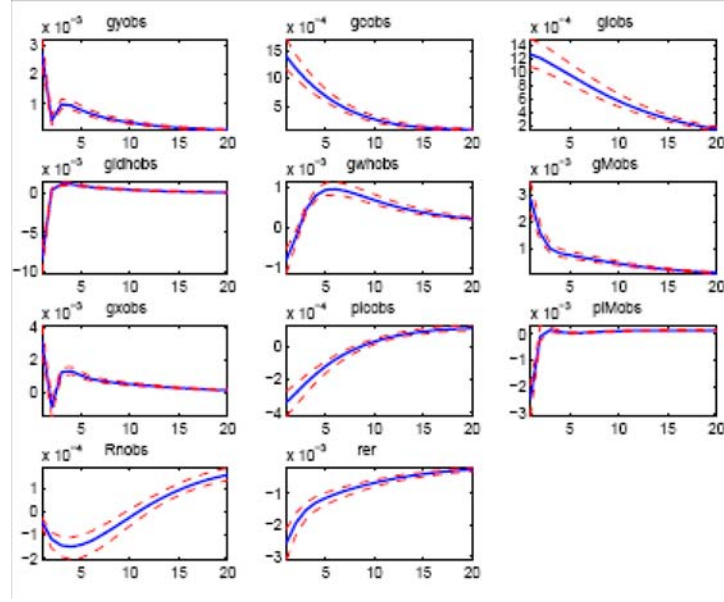 x 10⁻³ gyobs x 10⁻⁴ gcobs x 10⁻⁴ giobs
3 15 14
2 10 12
1 5 10
8
6
4
2
5 10 15 20 5 10 15 20 5 10 15 20
x 10⁻³ gldhobs x 10⁻³ gwhobs x 10⁻³ gMobs
0 1 3
−5 0 2
−10 −1 1
5 10 15 20 5 10 15 20 5 10 15 20
x 10⁻³ gxobs x 10⁻⁴ picobs x 10⁻³ piMobs
4 0 0
2 −2 −1
0 −4 −2
−3
5 10 15 20 5 10 15 20 5 10 15 20
x 10⁻⁴ Rnobs x 10⁻³ rer
1 −1
0 −2
−1 −3
−2
5 10 15 20 5 10 15 20